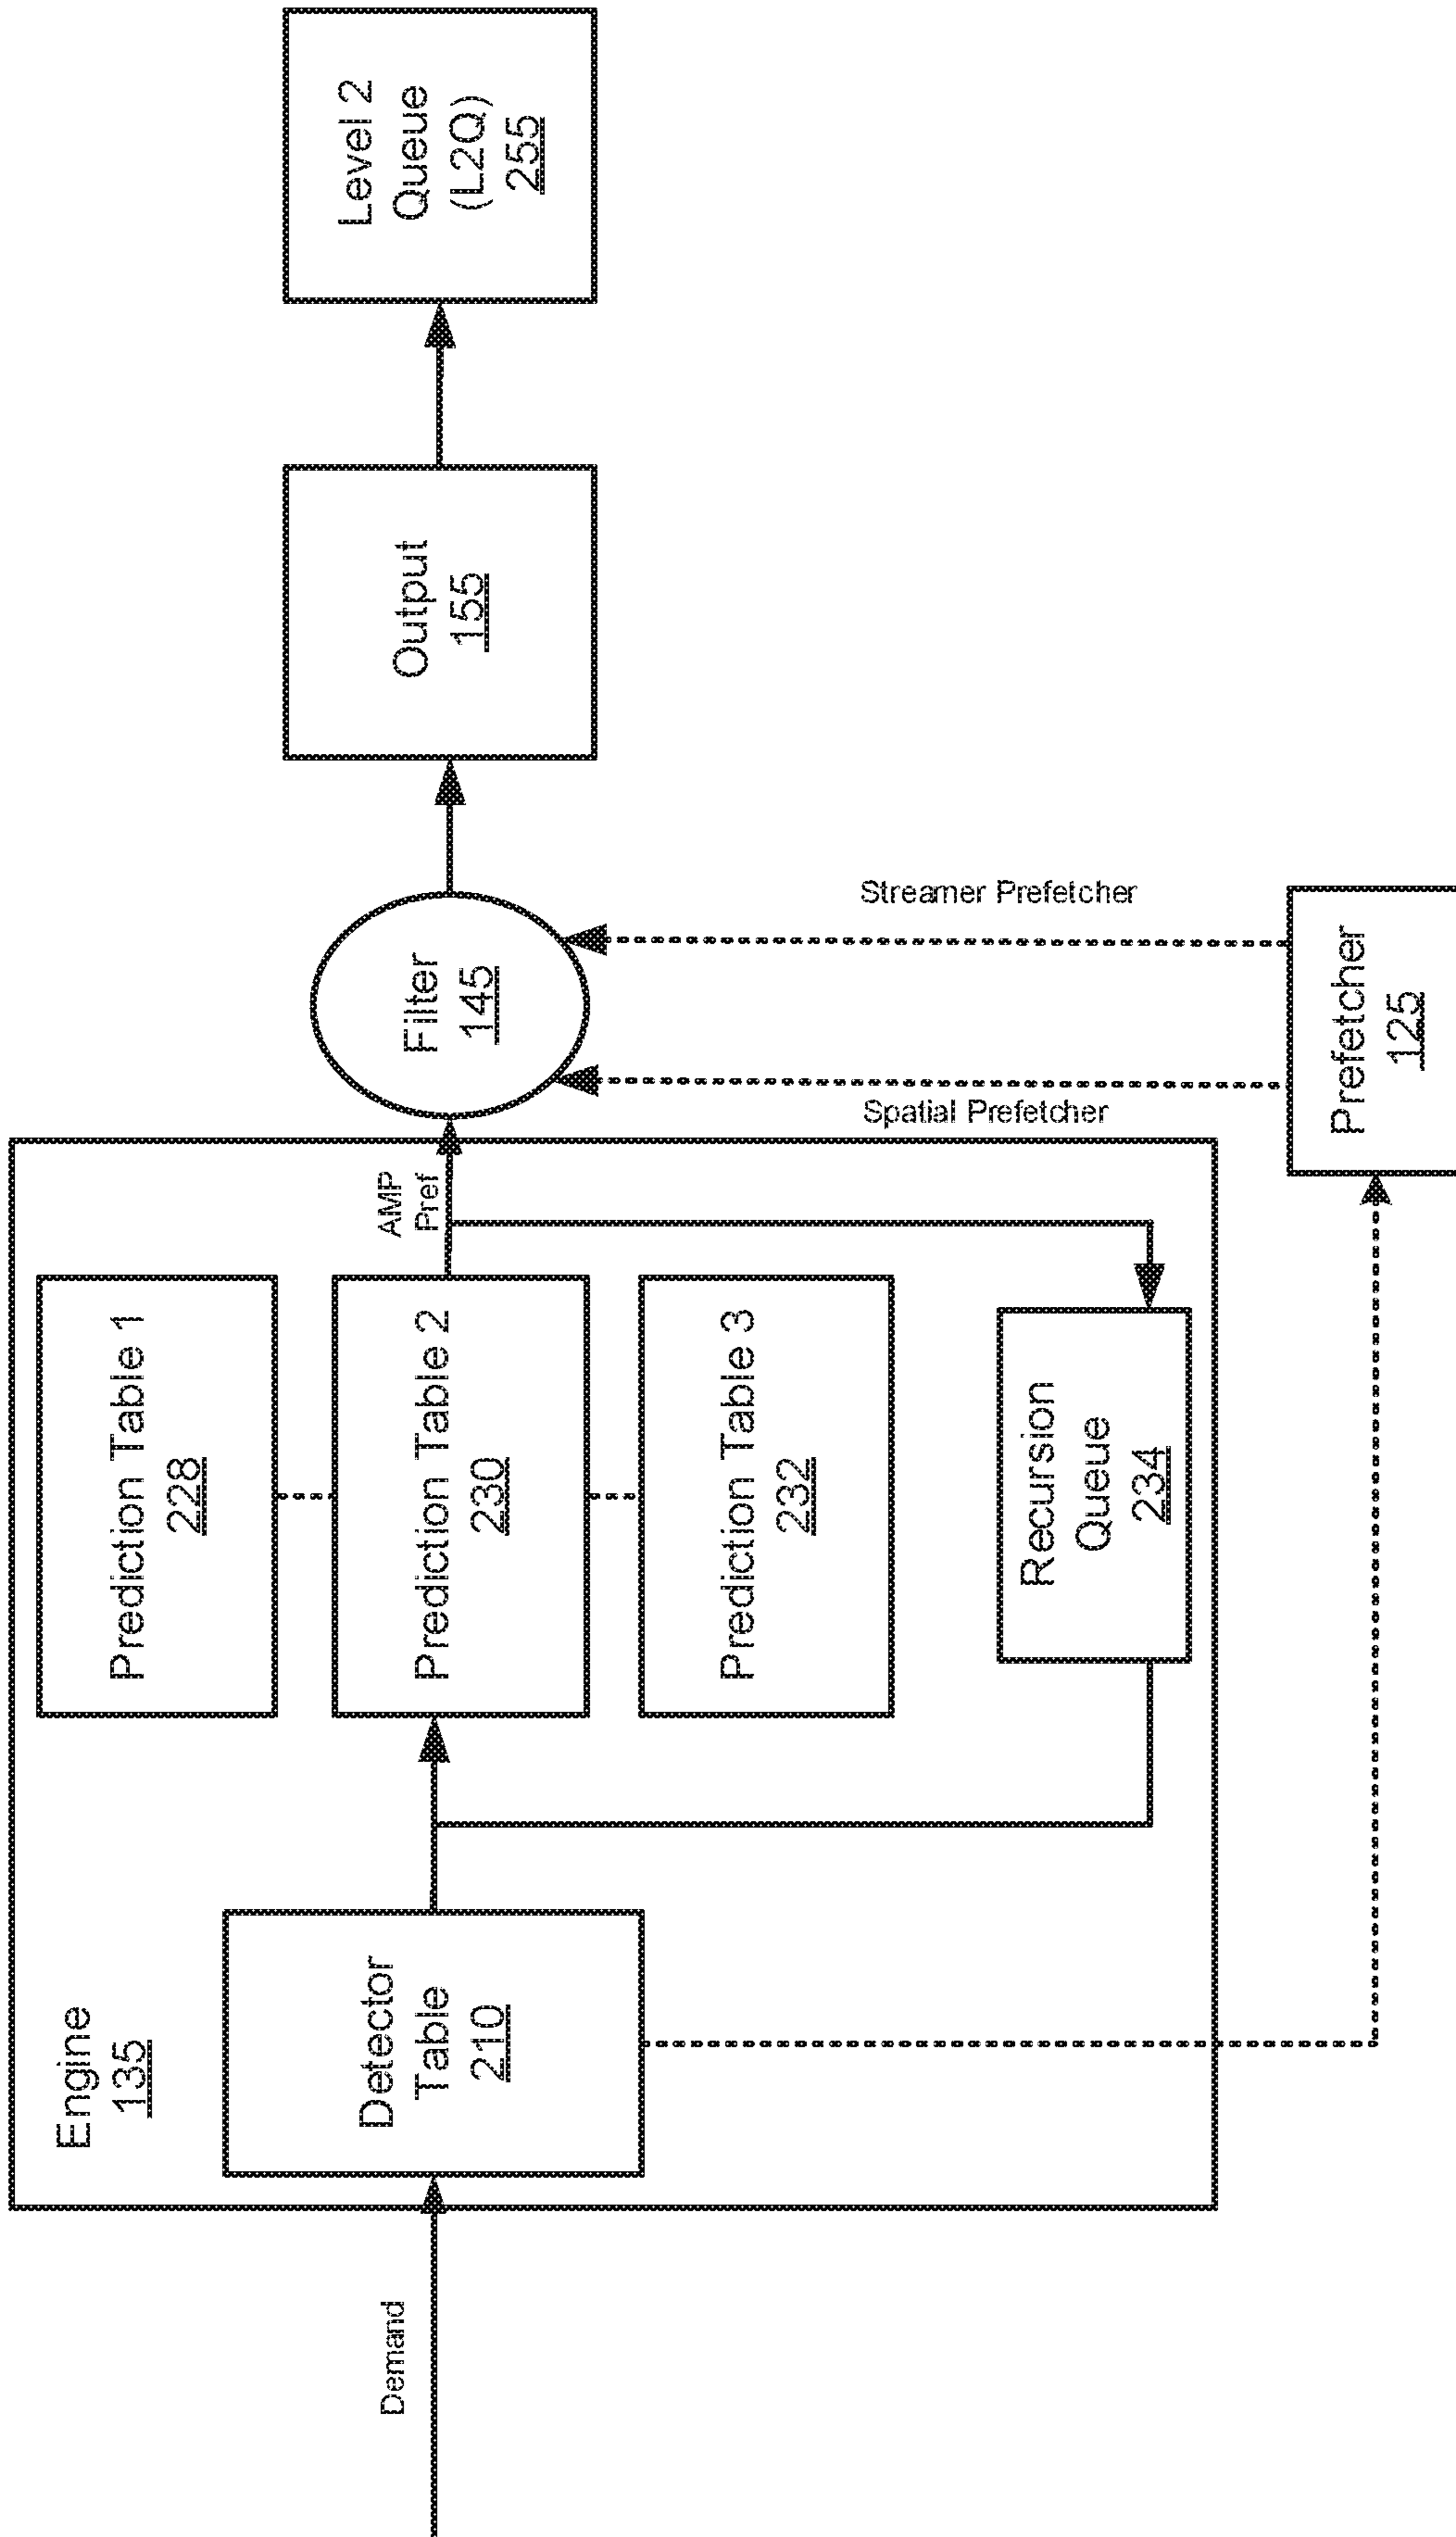 Engine
135
Demand
Detector
Table
210
Prediction Table 1
228
Prediction Table 2
230
Prediction Table 3
232
Recursion
Queue
234
AMP
Pref
Filter
145
Spatial Prefetcher
Streamer Prefetcher
Prefetcher
125
Output
155
Level 2
Queue
(L2Q)
255